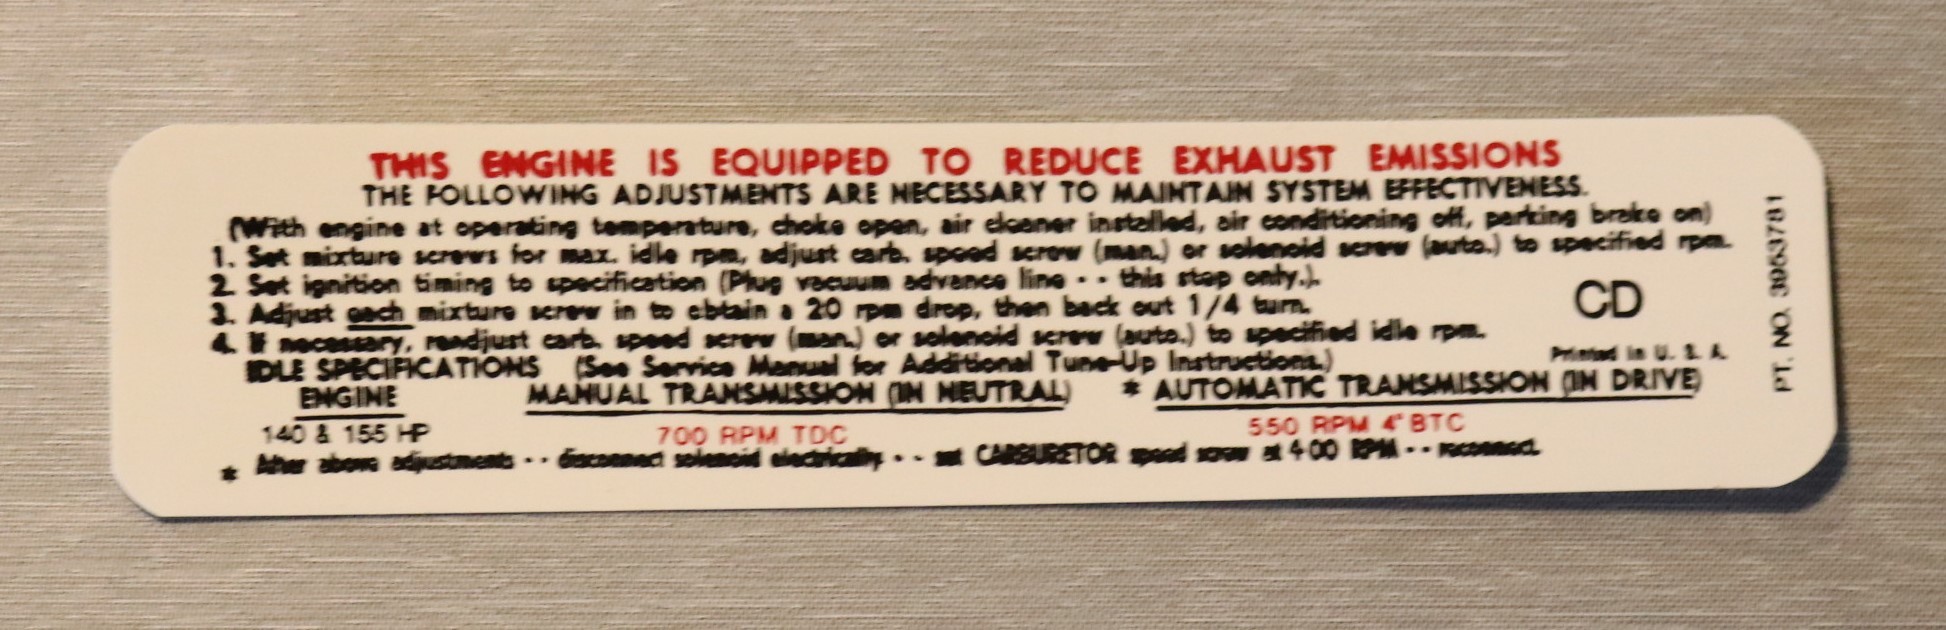 THIS ENGINE IS EQUIPPED TO REDUCE EXHAUST EMISSIONS
THE FOLLOWING ADJUSTMENTS ARE NECESSARY TO MAINTAIN SYSTEM EFFECTIVENESS.
(With engine at operating temperature, choke open, air cleaner installed, air conditioning off, parking brake on)
1. Set mixture screws for max. idle rpm, adjust carb. speed screw (man.) or solenoid screw (auto.) to specified rpm.
2. Set ignition timing to specification (Plug vacuum advance line - - this step only.).
3. Adjust each mixture screw in to obtain a 20 rpm drop, then back out 1/4 turn.
4. If necessary, readjust carb. speed screw (man.) or solenoid screw (auto.) to specified idle rpm.
CD
IDLE SPECIFICATIONS (See Service Manual for Additional Tune-Up Instructions.)
Printed in U. S. A.
ENGINE MANUAL TRANSMISSION (IN NEUTRAL) * AUTOMATIC TRANSMISSION (IN DRIVE)
140 & 155 HP 700 RPM TDC 550 RPM 4° BTC
* After above adjustments - - disconnect solenoid electrically - - set CARBURETOR speed screw at 400 RPM - - reconnect.
PT. NO. 3963781